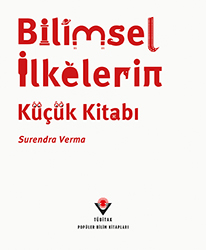 Bilimsel
İlkelerin
Küçük Kitabı
Surendra Verma
TÜBİTAK
POPÜLER BİLİM KİTAPLARI